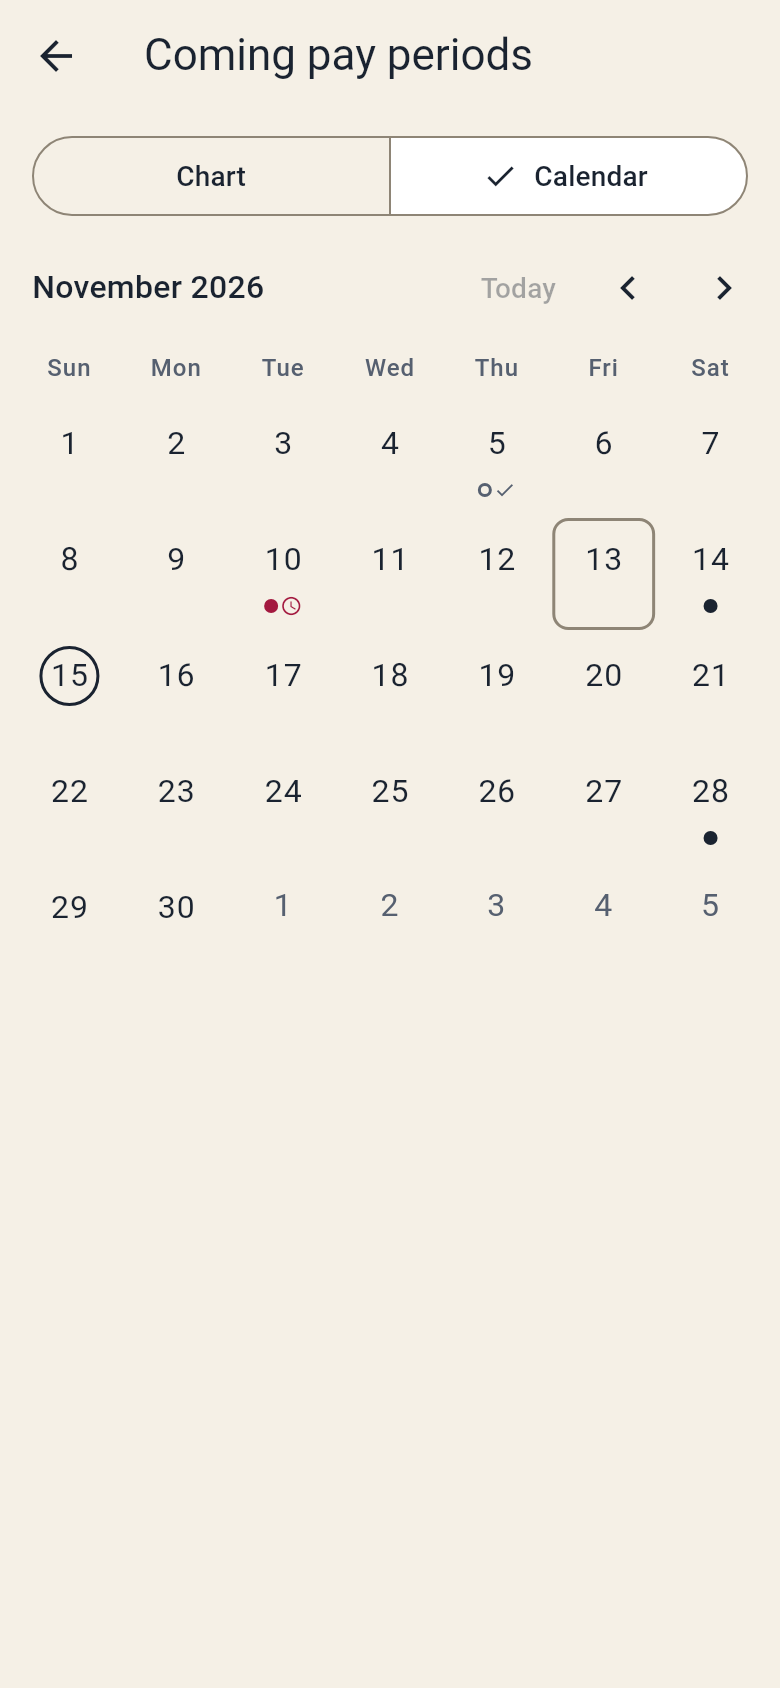 Coming pay periods
Chart Calendar
November 2026 Today
Sun Mon Tue Wed Thu Fri Sat
1 2 3 4 5 6 7
8 9 10 11 12 13 14
15 16 17 18 19 20 21
22 23 24 25 26 27 28
29 30 1 2 3 4 5